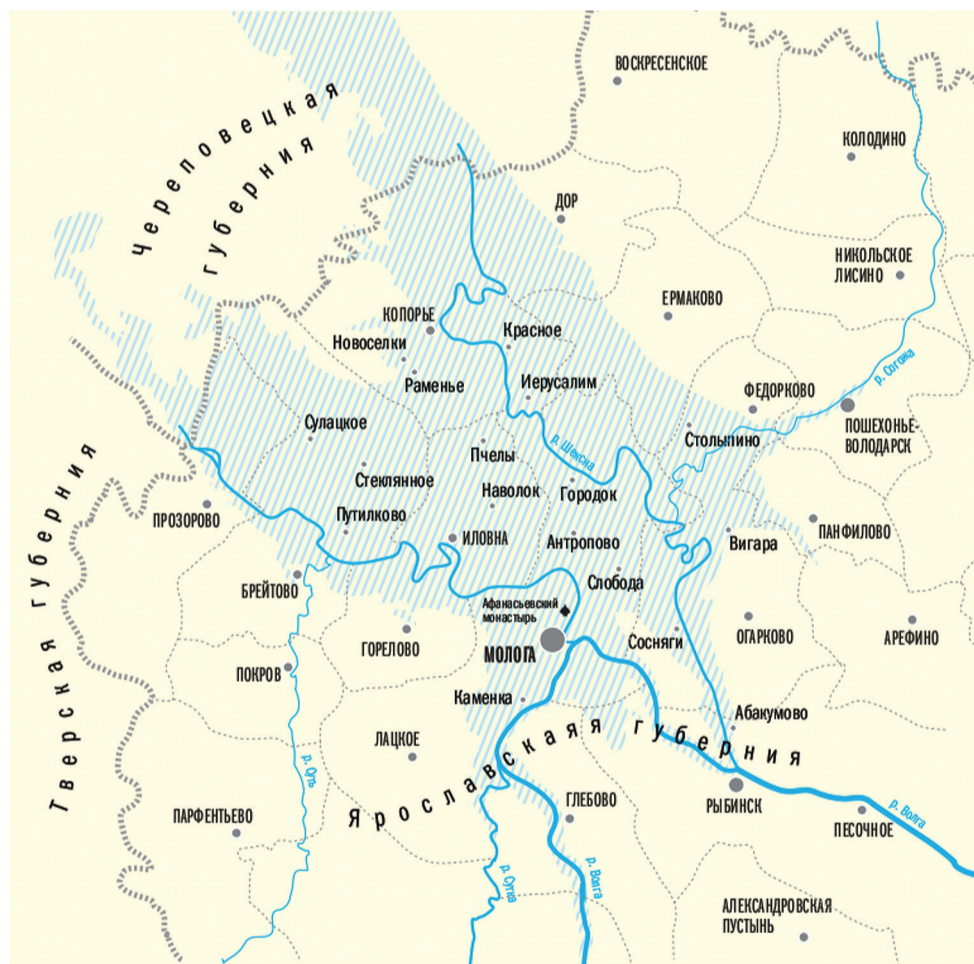 ВОСКРЕСЕНСКОЕ
Череповецкая
губерния
КОЛОДИНО
ДОР
НИКОЛЬСКОЕ
ЛИСИНО
ЕРМАКОВО
КОПОРЬЕ
Красное
Новоселки
Раменье
Иерусалим
р. Согожа
ФЕДОРКОВО
ПОШЕХОНЬЕ-
ВОЛОДАРСК
Сулацкое
Столыпино
р. Шексна
Пчелы
Стеклянное
Наволок
Городок
Тверская губерния
ПРОЗОРОВО
Путилково
ИЛОВНА
Антропово
Вигара
ПАНФИЛОВО
БРЕЙТОВО
Слобода
Афанасьевский
монастырь
ГОРЕЛОВО
МОЛОГА
Сосняги
ОГАРКОВО
АРЕФИНО
ПОКРОВ
Каменка
Абакумово
ЛАЦКОЕ
Ярославскаяя губерния
р. Суть
ГЛЕБОВО
РЫБИНСК
ПЕСОЧНОЕ
р. Волга
ПАРФЕНТЬЕВО
р. Сутка
р. Волга
АЛЕКСАНДРОВСКАЯ
ПУСТЫНЬ